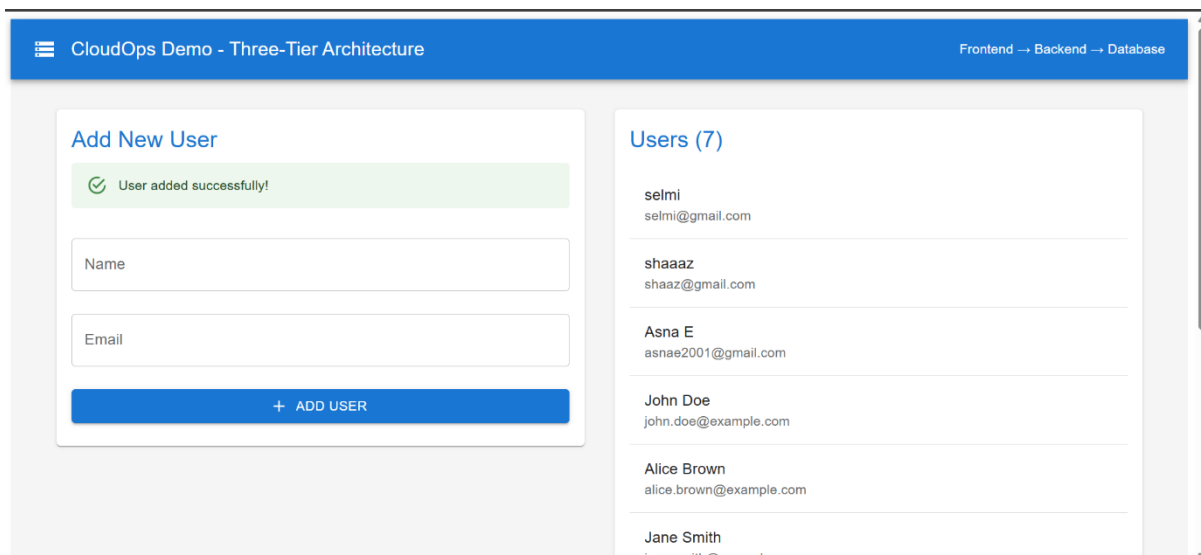 CloudOps Demo - Three-Tier Architecture
Frontend → Backend → Database
Add New User
User added successfully!
Name
Email
+ ADD USER
Users (7)
selmi
selmi@gmail.com
shaaaz
shaaz@gmail.com
Asna E
asnae2001@gmail.com
John Doe
john.doe@example.com
Alice Brown
alice.brown@example.com
Jane Smith